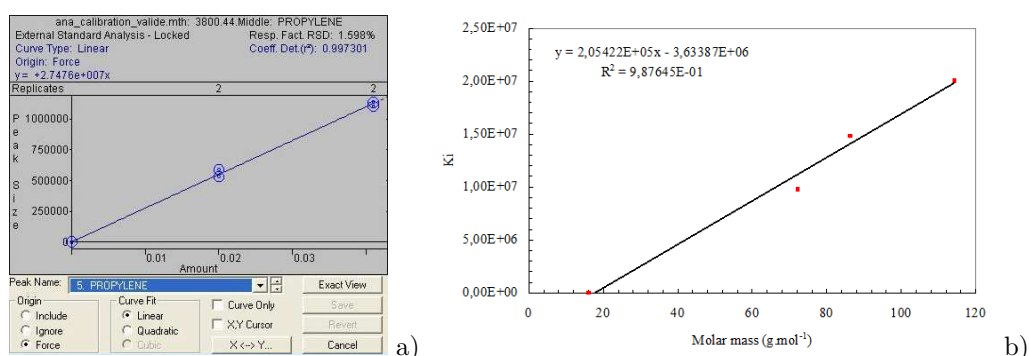 ana_calibration_valide.mth: 3800.44.Middle: PROPYLENE
External Standard Analysis - Locked Resp. Fact. RSD: 1.598%
Curve Type: Linear Coeff. Det.(r²): 0.997301
Origin: Force
y = +2.7476e+007x
Replicates 2 2
Peak Size
1000000
750000
500000
250000
0
0.01 0.02 0.03
Amount
Peak Name: 5. PROPYLENE Exact View
Origin Curve Fit
Include Linear Curve Only Save
Ignore Quadratic X,Y Cursor Revert
Force Cubic X <--> Y... Cancel
a)
2,50E+07
2,00E+07
1,50E+07
1,00E+07
5,00E+06
0,00E+00
Ki
y = 2,05422E+05x - 3,63387E+06
R² = 9,87645E-01
0 20 40 60 80 100 120
Molar mass (g.mol⁻¹)
b)